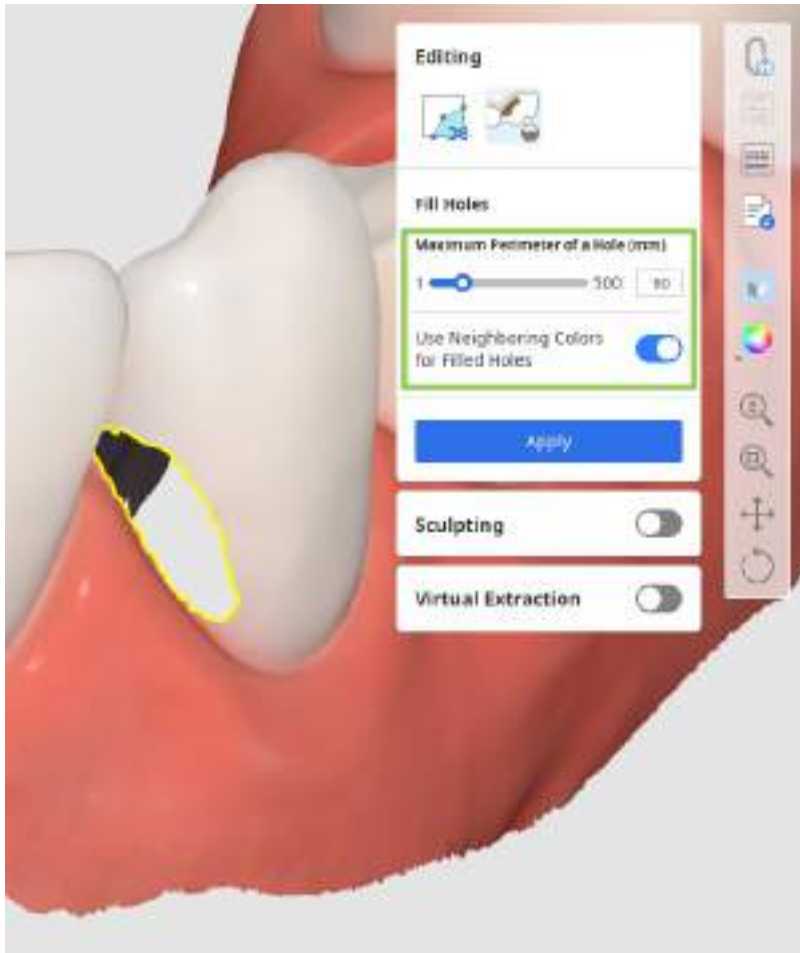 Editing
Fill Holes
Maximum Perimeter of a Hole (mm)
1 500 80
Use Neighboring Colors
for Filled Holes
Apply
Sculpting
Virtual Extraction